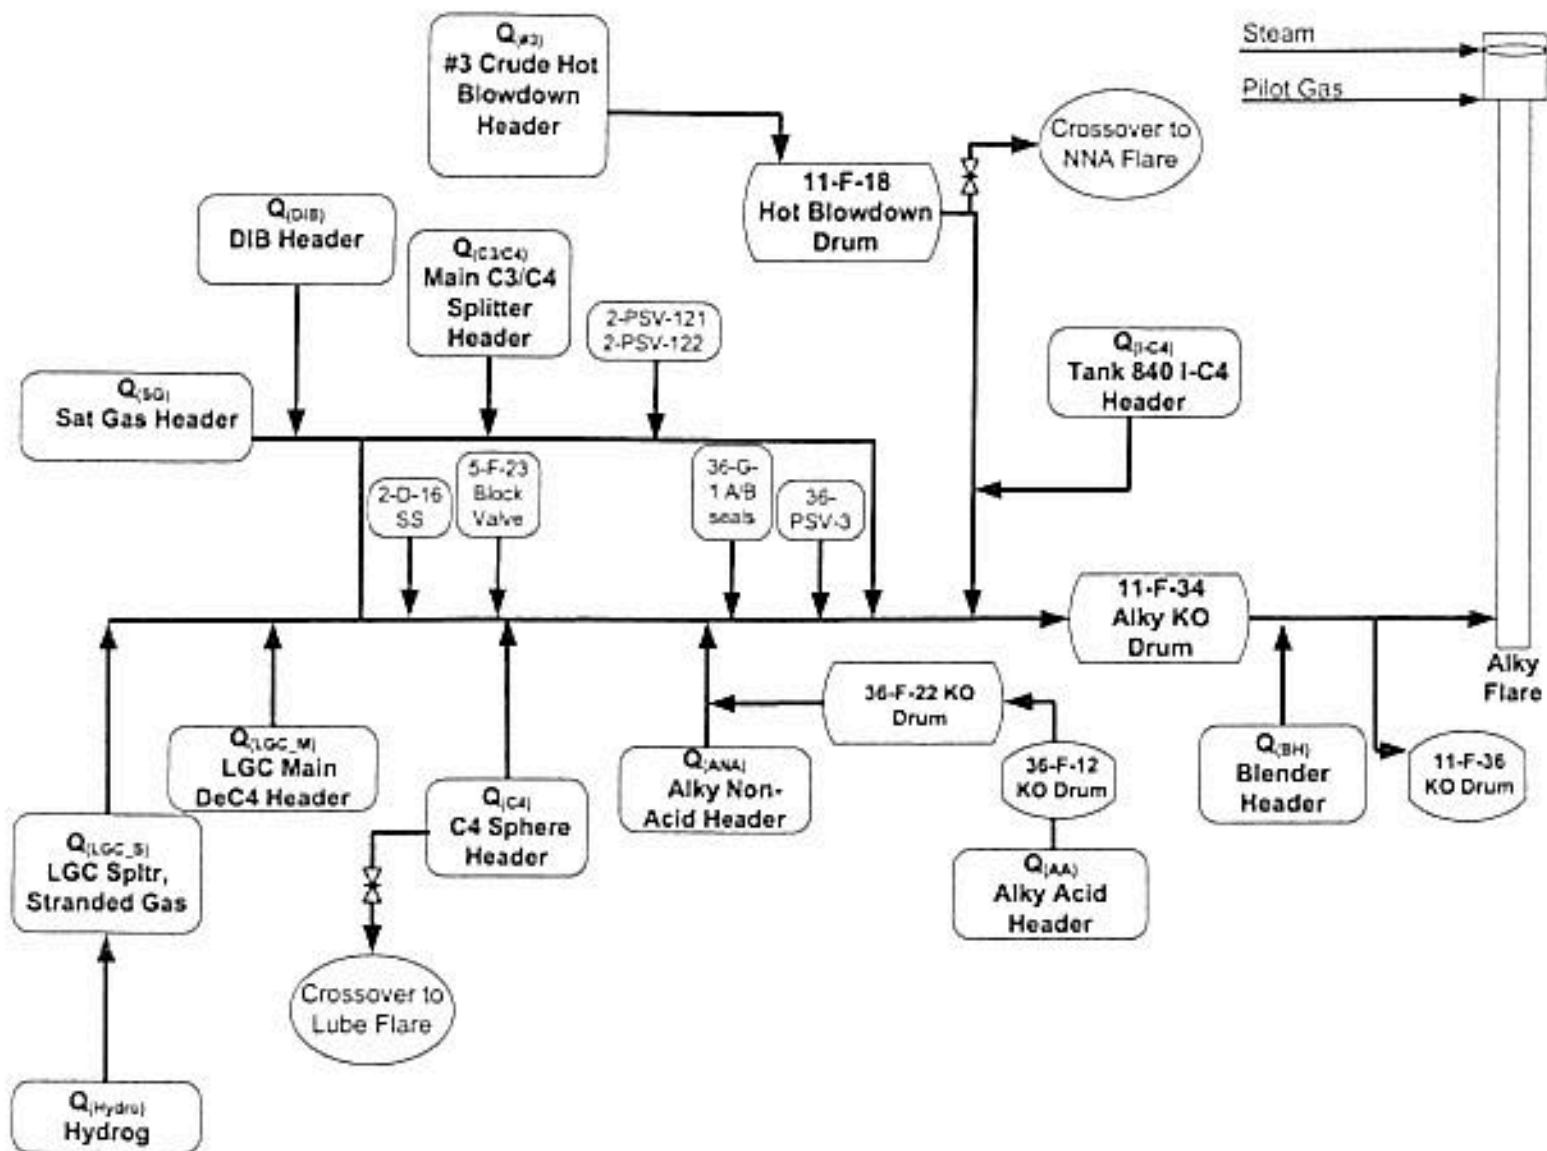 Q(#3)
#3 Crude Hot
Blowdown
Header
Steam
Pilot Gas
Crossover to
NNA Flare
11-F-18
Hot Blowdown
Drum
Q(DIB)
DIB Header
Q(C3/C4)
Main C3/C4
Splitter
Header
2-PSV-121
2-PSV-122
Q(I-C4)
Tank 840 I-C4
Header
Q(SG)
Sat Gas Header
2-D-16
SS
5-F-23
Block
Valve
36-G-
1 A/B
seals
36-
PSV-3
11-F-34
Alky KO
Drum
Alky
Flare
36-F-22 KO
Drum
Q(LGC_M)
LGC Main
DeC4 Header
Q(C4)
C4 Sphere
Header
Q(ANA)
Alky Non-
Acid Header
36-F-12
KO Drum
Q(BH)
Blender
Header
11-F-36
KO Drum
Q(LGC_S)
LGC Spltr,
Stranded Gas
Q(AA)
Alky Acid
Header
Crossover to
Lube Flare
Q(Hydro)
Hydrog